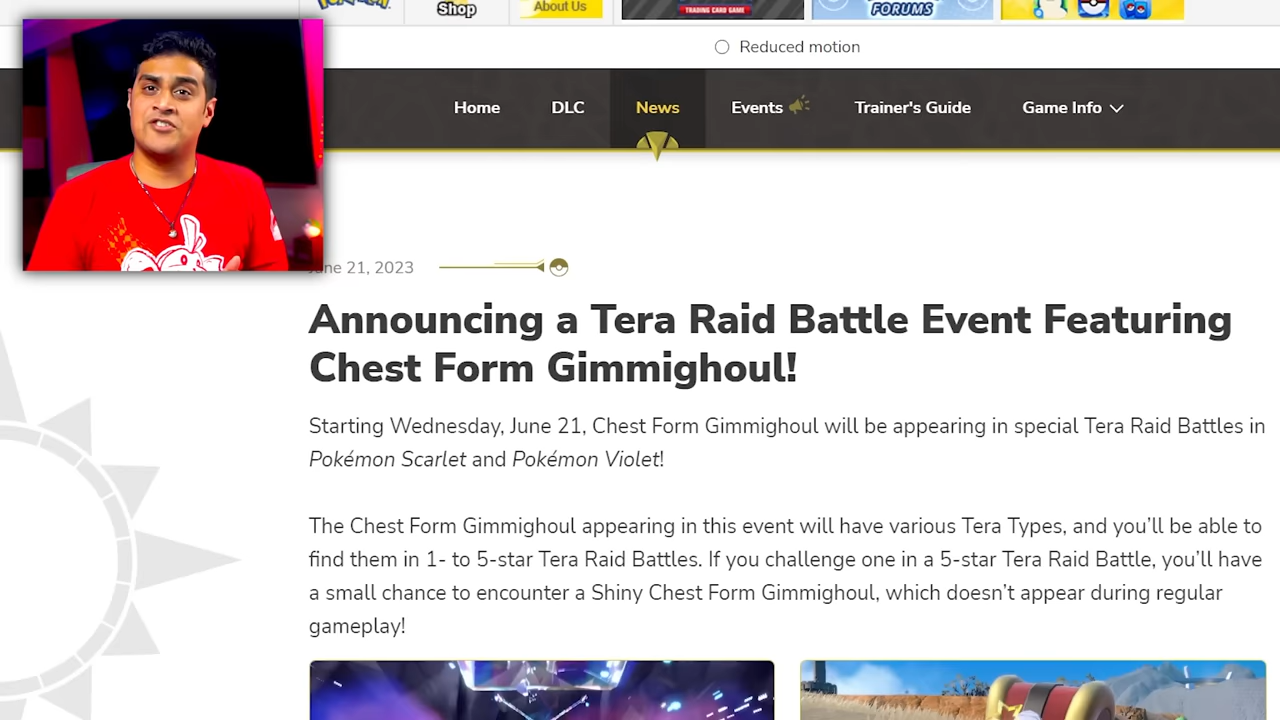 Shop
About Us
TRADING CARD GAME
FORUMS
Reduced motion
Home
DLC
News
Events
Trainer's Guide
Game Info
June 21, 2023
Announcing a Tera Raid Battle Event Featuring
Chest Form Gimmighoul!
Starting Wednesday, June 21, Chest Form Gimmighoul will be appearing in special Tera Raid Battles in
Pokémon Scarlet and Pokémon Violet!
The Chest Form Gimmighoul appearing in this event will have various Tera Types, and you’ll be able to
find them in 1- to 5-star Tera Raid Battles. If you challenge one in a 5-star Tera Raid Battle, you’ll have
a small chance to encounter a Shiny Chest Form Gimmighoul, which doesn’t appear during regular
gameplay!